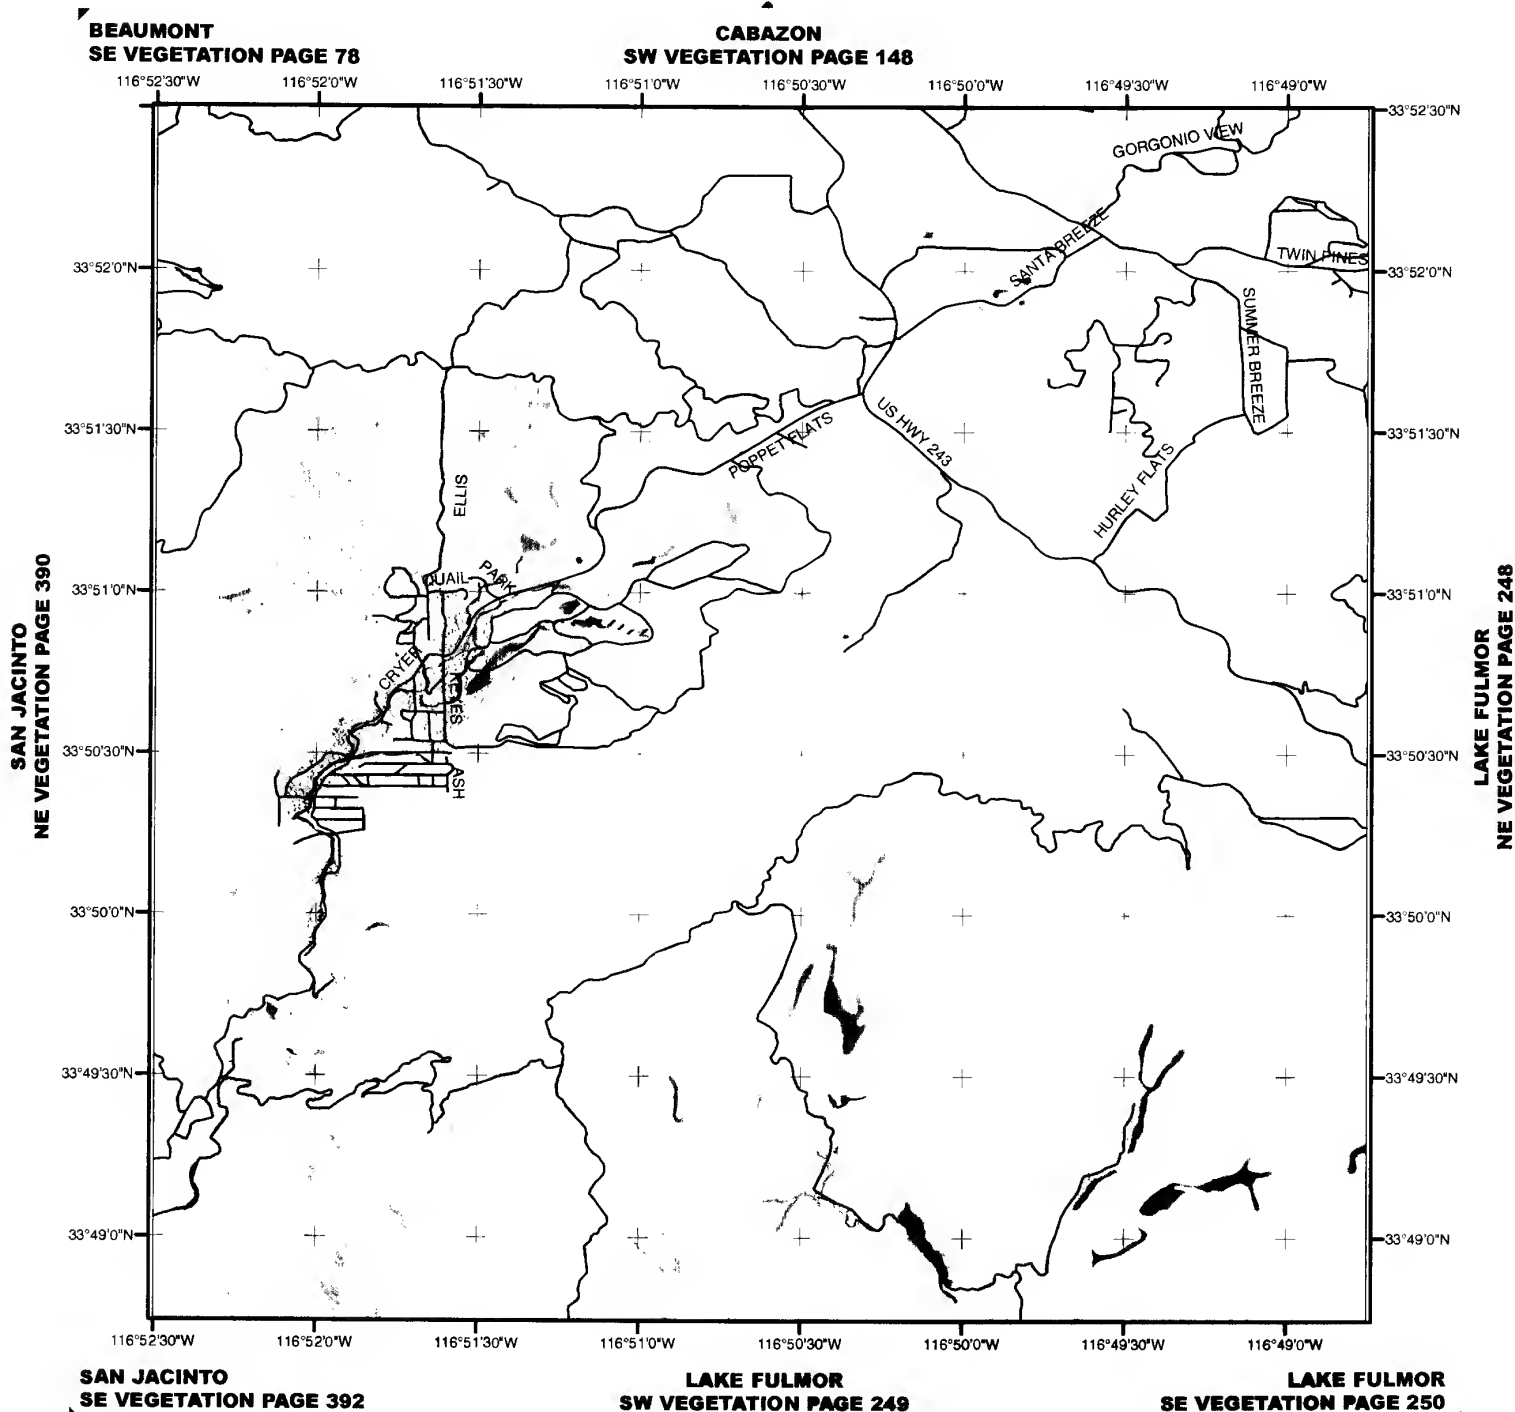 BEAUMONT
SE VEGETATION PAGE 78
CABAZON
SW VEGETATION PAGE 148
116°52'30"W
116°52'0"W
116°51'30"W
116°51'0"W
116°50'30"W
116°50'0"W
116°49'30"W
116°49'0"W
33°52'30"N
GORGONIO VIEW
SANTA BREEZE
TWIN PINES
33°52'0"N
33°52'0"N
SUMMER BREEZE
33°51'30"N
POPPET FLATS
US HWY 243
33°51'30"N
ELLIS
HURLEY FLATS
SAN JACINTO
NE VEGETATION PAGE 390
33°51'0"N
QUAIL
PARK
33°51'0"N
LAKE FULMOR
NE VEGETATION PAGE 248
CRYER
KEYES
33°50'30"N
ASH
33°50'30"N
33°50'0"N
33°50'0"N
33°49'30"N
33°49'30"N
33°49'0"N
33°49'0"N
116°52'30"W
116°52'0"W
116°51'30"W
116°51'0"W
116°50'30"W
116°50'0"W
116°49'30"W
116°49'0"W
SAN JACINTO
SE VEGETATION PAGE 392
LAKE FULMOR
SW VEGETATION PAGE 249
LAKE FULMOR
SE VEGETATION PAGE 250